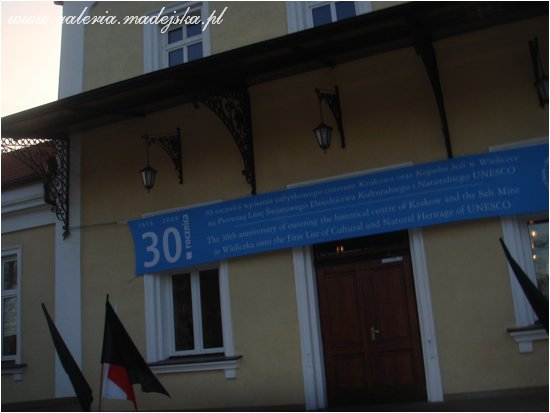 www.galeria.madejska.pl
1978 - 2008
30. rocznica
30 rocznica wpisania zabytkowego centrum Krakowa oraz Kopalni Soli w Wieliczce
na Pierwszą Listę Światowego Dziedzictwa Kulturalnego i Naturalnego UNESCO
The 30th anniversary of entering the historical centre of Krakow and the Salt Mine
in Wieliczka onto the First List of Cultural and Natural Heritage of UNESCO